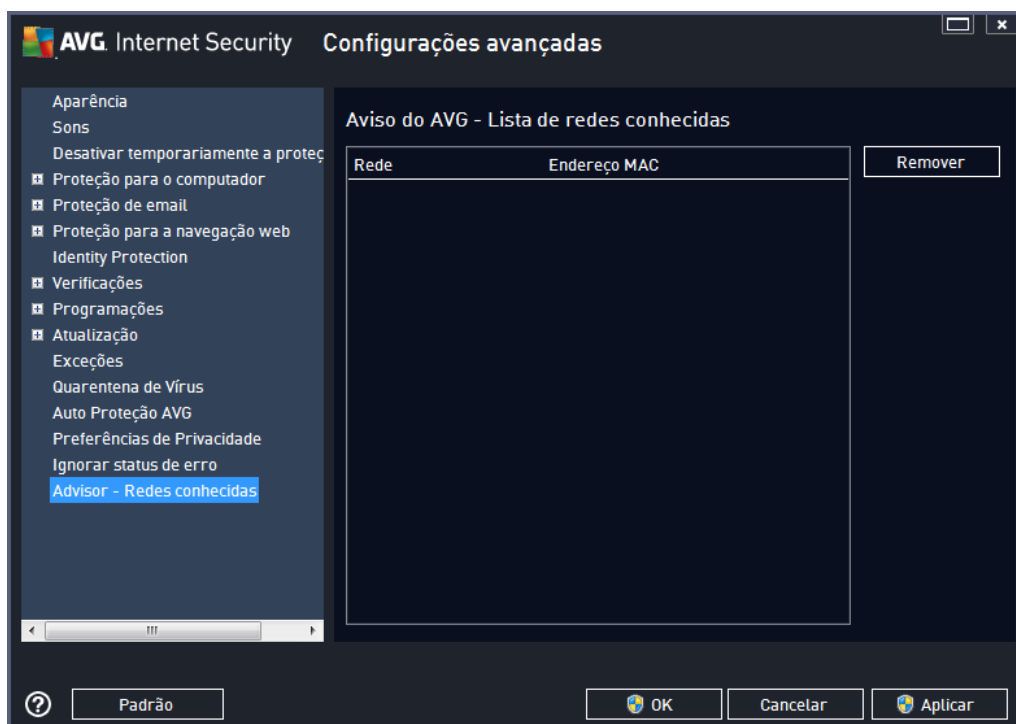 AVG. Internet Security Configurações avançadas
Aparência
Sons
Desativar temporariamente a proteç
Proteção para o computador
Proteção de email
Proteção para a navegação web
Identity Protection
Verificações
Programações
Atualização
Exceções
Quarentena de Vírus
Auto Proteção AVG
Preferências de Privacidade
Ignorar status de erro
Advisor - Redes conhecidas
Aviso do AVG - Lista de redes conhecidas
Rede Endereço MAC
Remover
Padrão OK Cancelar Aplicar